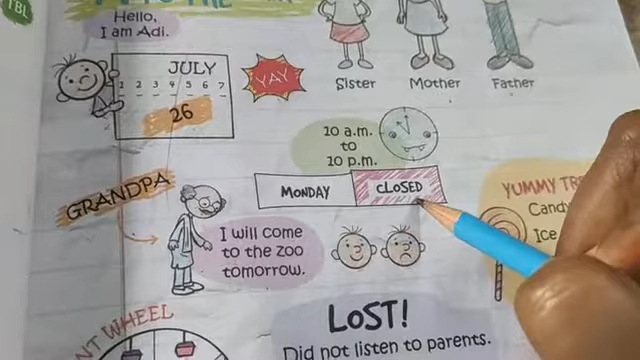 TBL
Hello,
I am Adi.
JULY
1 2 3 4 5 6 7
26
YAY
Sister
Mother
Father
10 a.m.
to
10 p.m.
MONDAY
CLOSED
GRANDPA
I will come
to the zoo
tomorrow.
YUMMY
Candy
Ice
LOST!
Did not listen to parents.
WHEEL